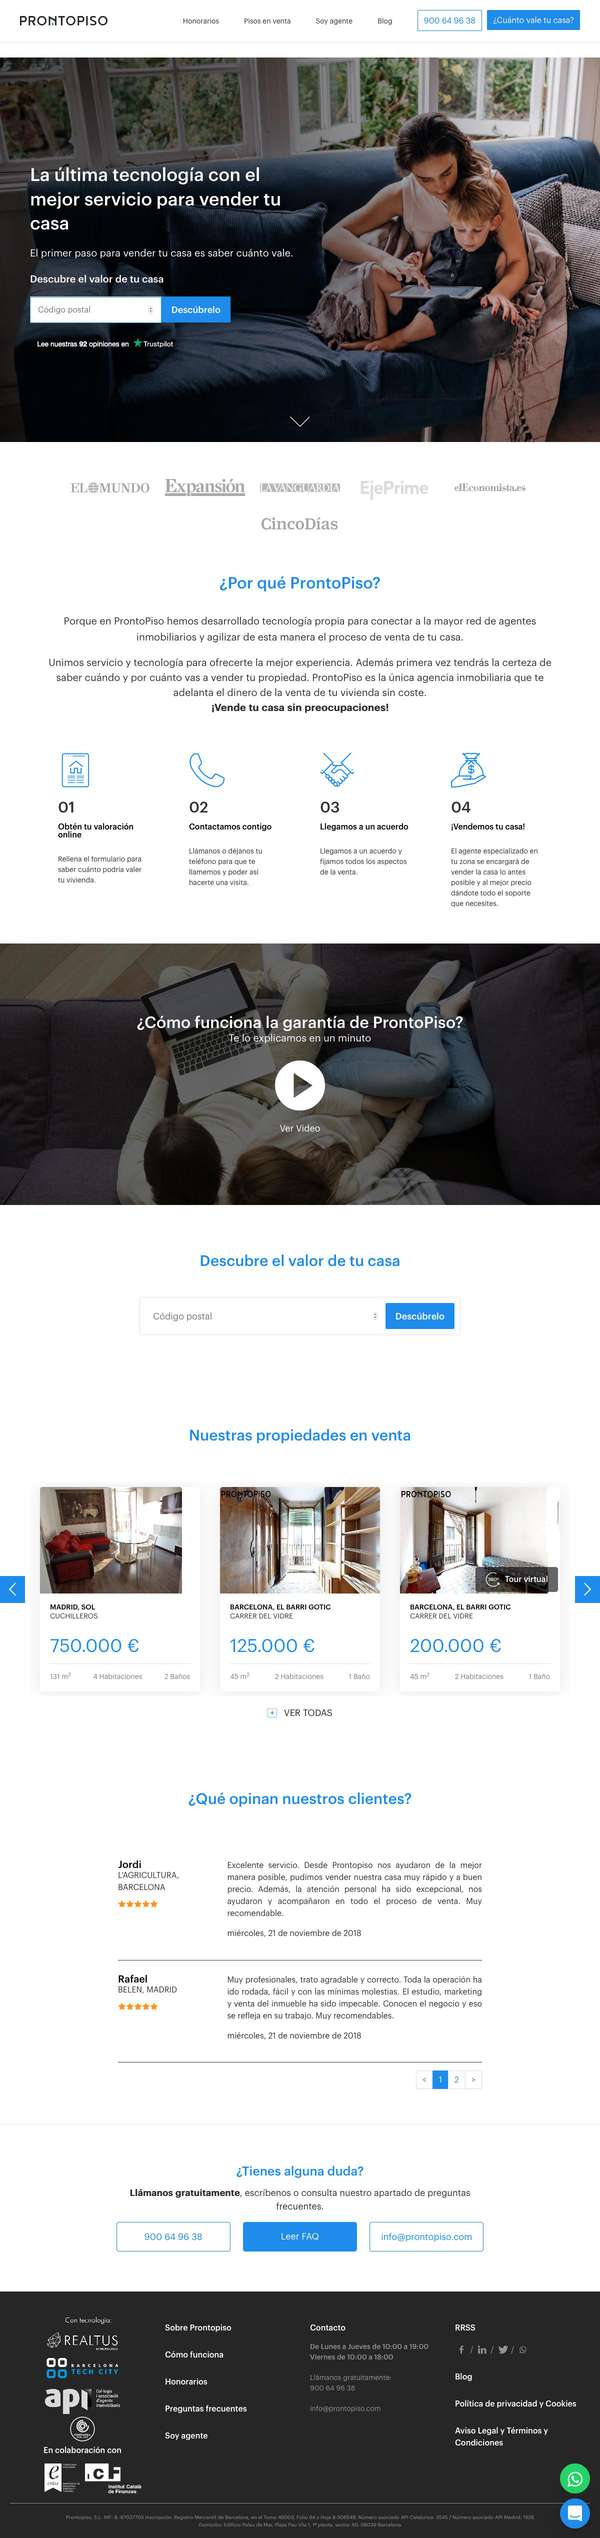 PRONTOPISO
Honorarios
Pisos en venta
Soy agente
Blog
900 64 96 38
¿Cuánto vale tu casa?
La última tecnología con el
mejor servicio para vender tu
casa
El primer paso para vender tu casa es saber cuánto vale.
Descubre el valor de tu casa
Código postal
Descúbrelo
Lee nuestras 92 opiniones en Trustpilot
EL MUNDO
Expansión
LA VANGUARDIA
EjePrime
elEconomista.es
CincoDías
¿Por qué ProntoPiso?
Porque en ProntoPiso hemos desarrollado tecnología propia para conectar a la mayor red de agentes
inmobiliarios y agilizar de esta manera el proceso de venta de tu casa.
Unimos servicio y tecnología para ofrecerte la mejor experiencia. Además primera vez tendrás la certeza de
saber cuándo y por cuánto vas a vender tu propiedad. ProntoPiso es la única agencia inmobiliaria que te
adelanta el dinero de la venta de tu vivienda sin coste.
¡Vende tu casa sin preocupaciones!
01
Obtén tu valoración
online
Rellena el formulario para
saber cuánto podría valer
tu vivienda.
02
Contactamos contigo
Llámanos o déjanos tu
teléfono para que te
llamemos y poder así
hacerte una visita.
03
Llegamos a un acuerdo
Llegamos a un acuerdo y
fijamos todos los aspectos
de la venta.
04
¡Vendemos tu casa!
El agente especializado en
tu zona se encargará de
vender la casa lo antes
posible y al mejor precio
dándote todo el soporte
que necesites.
¿Cómo funciona la garantía de ProntoPiso?
Te lo explicamos en un minuto
Ver Video
Descubre el valor de tu casa
Código postal
Descúbrelo
Nuestras propiedades en venta
MADRID, SOL
CUCHILLEROS
750.000 €
131 m² 4 Habitaciones 2 Baños
PRONTOPISO
BARCELONA, EL BARRI GOTIC
CARRER DEL VIDRE
125.000 €
45 m² 2 Habitaciones 1 Baño
PRONTOPISO
360º Tour virtual
BARCELONA, EL BARRI GOTIC
CARRER DEL VIDRE
200.000 €
45 m² 2 Habitaciones 1 Baño
VER TODAS
¿Qué opinan nuestros clientes?
Jordi
L'AGRICULTURA,
BARCELONA
Excelente servicio. Desde Prontopiso nos ayudaron de la mejor
manera posible, pudimos vender nuestra casa muy rápido y a buen
precio. Además, la atención personal ha sido excepcional, nos
ayudaron y acompañaron en todo el proceso de venta. Muy
recomendable.
miércoles, 21 de noviembre de 2018
Rafael
BELEN, MADRID
Muy profesionales, trato agradable y correcto. Toda la operación ha
ido rodada, fácil y con las mínimas molestias. El estudio, marketing
y venta del inmueble ha sido impecable. Conocen el negocio y eso
se refleja en su trabajo. Muy recomendables.
miércoles, 21 de noviembre de 2018
< 1 2 >
¿Tienes alguna duda?
Llámanos gratuitamente, escríbenos o consulta nuestro apartado de preguntas
frecuentes.
900 64 96 38
Leer FAQ
info@prontopiso.com
Con tecnología:
REALTUS
BARCELONA
TECH CITY
api
En colaboración con
ICF
Institut Català
de Finances
Sobre Prontopiso
Cómo funciona
Honorarios
Preguntas frecuentes
Soy agente
Contacto
De Lunes a Jueves de 10:00 a 19:00
Viernes de 10:00 a 18:00
Llámanos gratuitamente:
900 64 96 38
info@prontopiso.com
RRSS
f / in / /
Blog
Política de privacidad y Cookies
Aviso Legal y Términos y
Condiciones